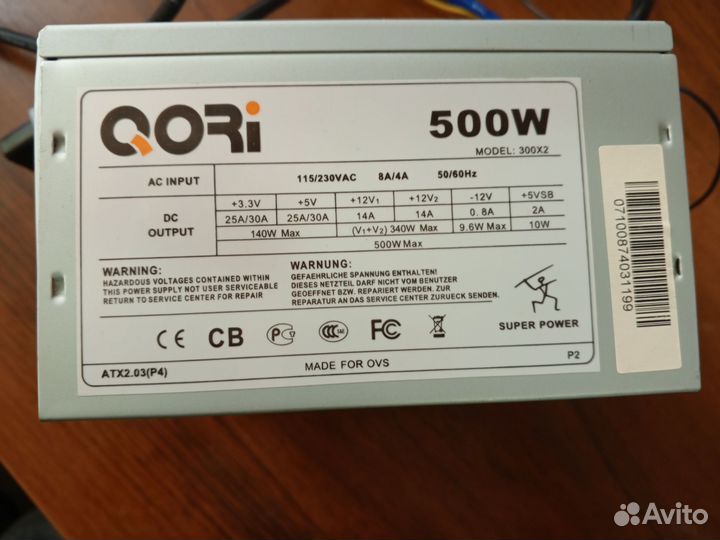 QORi
500W
MODEL: 300X2
AC INPUT 115/230VAC 8A/4A 50/60Hz
DC OUTPUT +3.3V +5V +12V1 +12V2 -12V +5VSB
25A/30A 25A/30A 14A 14A 0.8A 2A
140W Max (V1+V2) 340W Max 9.6W Max 10W
500W Max
WARNING:
HAZARDOUS VOLTAGES CONTAINED WITHIN
THIS POWER SUPPLY NOT USER SERVICEABLE
RETURN TO SERVICE CENTER FOR REPAIR
WARNUNG:
GEFAEHRLICHE SPANNUNG ENTHALTEN!
DIESES NETZTEIL DARF NICHT VOM BENUTZER
GEOEFFNET BZW. REPARIERT WERDEN. ZUR
REPARATUR AN DAS SERVICE CENTER ZURUECK SENDEN.
CE CB PC CCC S&E FC
SUPER POWER
MADE FOR OVS
ATX2.03(P4)
P2
07100874031199
Avito